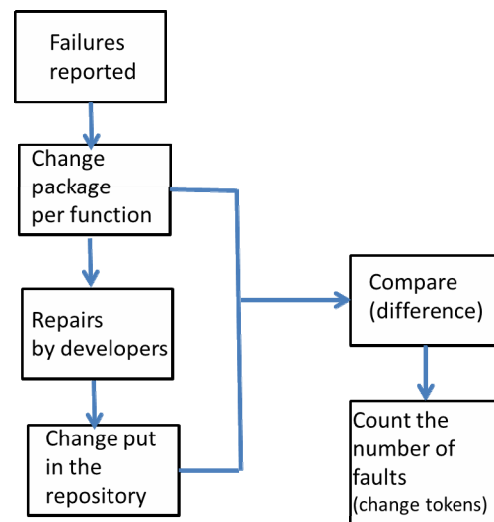 Failures
reported
Change
package
per function
Repairs
by developers
Change put
in the
repository
Compare
(difference)
Count the
number of
faults
(change tokens)